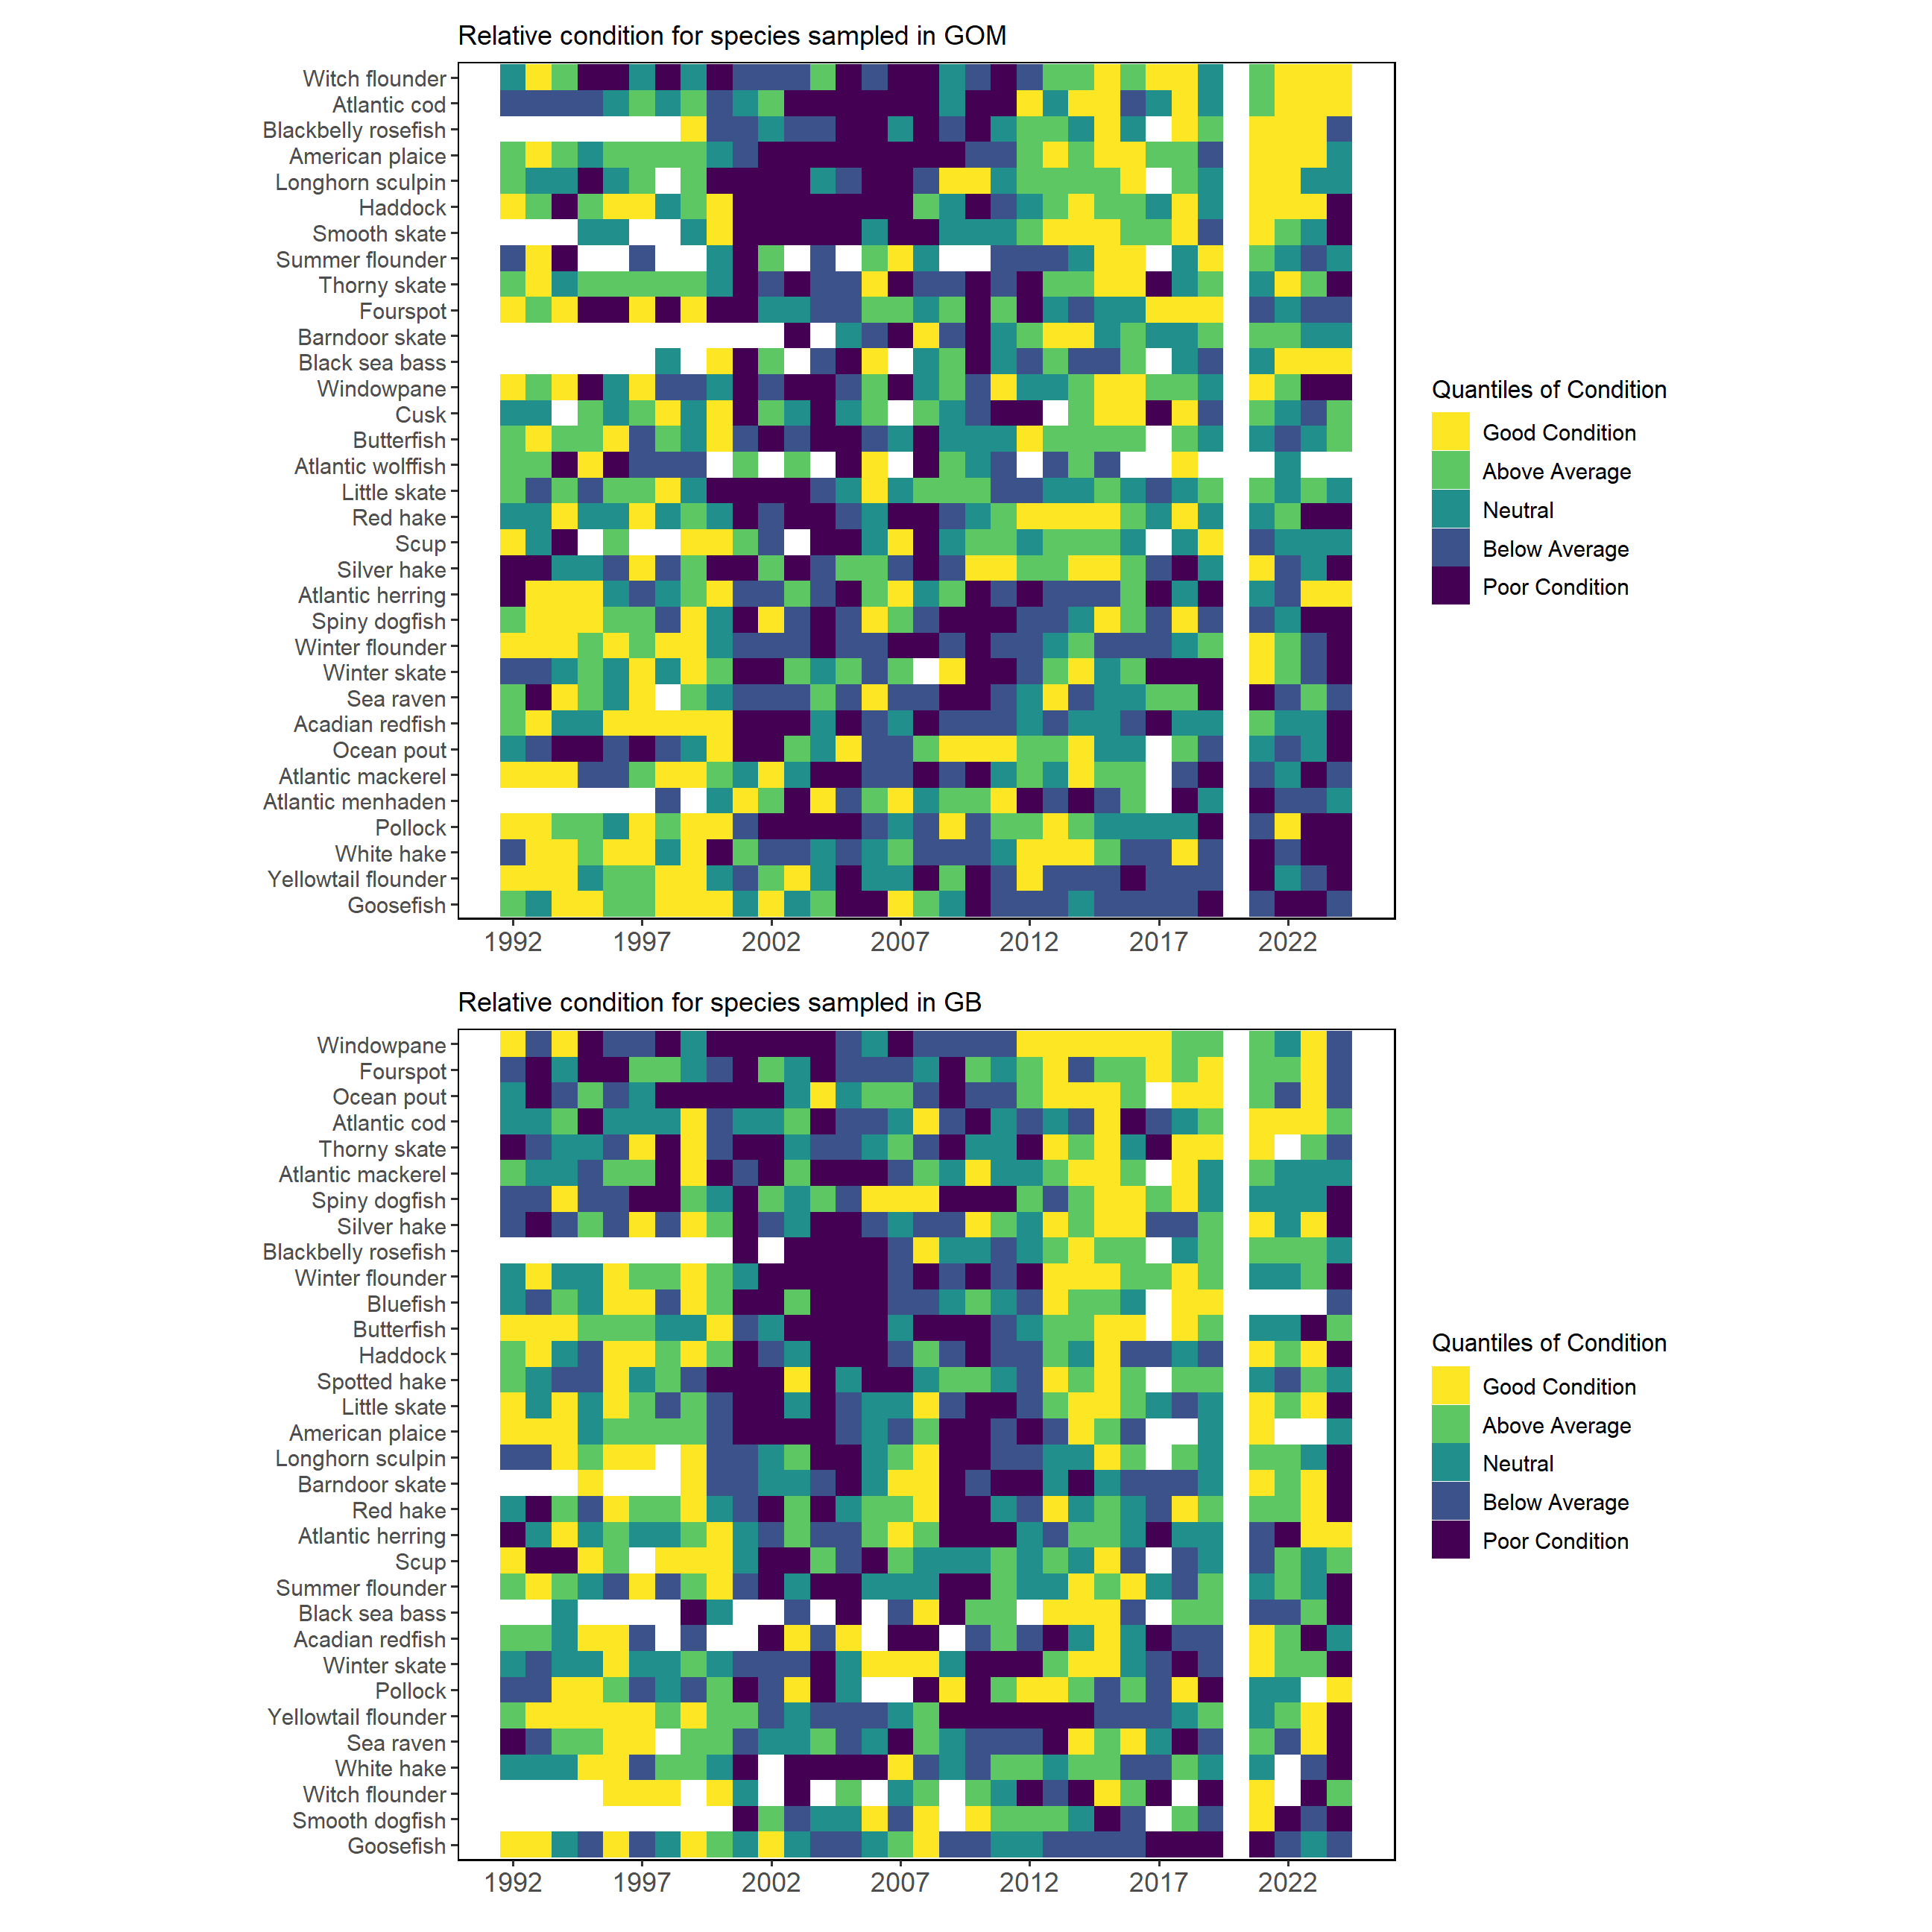 Relative condition for species sampled in GOM
Witch flounder
Atlantic cod
Blackbelly rosefish
American plaice
Longhorn sculpin
Haddock
Smooth skate
Summer flounder
Thorny skate
Fourspot
Barndoor skate
Black sea bass
Windowpane
Cusk
Butterfish
Atlantic wolffish
Little skate
Red hake
Scup
Silver hake
Atlantic herring
Spiny dogfish
Winter flounder
Winter skate
Sea raven
Acadian redfish
Ocean pout
Atlantic mackerel
Atlantic menhaden
Pollock
White hake
Yellowtail flounder
Goosefish
1992 1997 2002 2007 2012 2017 2022
Quantiles of Condition
Good Condition
Above Average
Neutral
Below Average
Poor Condition
Relative condition for species sampled in GB
Windowpane
Fourspot
Ocean pout
Atlantic cod
Thorny skate
Atlantic mackerel
Spiny dogfish
Silver hake
Blackbelly rosefish
Winter flounder
Bluefish
Butterfish
Haddock
Spotted hake
Little skate
American plaice
Longhorn sculpin
Barndoor skate
Red hake
Atlantic herring
Scup
Summer flounder
Black sea bass
Acadian redfish
Winter skate
Pollock
Yellowtail flounder
Sea raven
White hake
Witch flounder
Smooth dogfish
Goosefish
1992 1997 2002 2007 2012 2017 2022
Quantiles of Condition
Good Condition
Above Average
Neutral
Below Average
Poor Condition